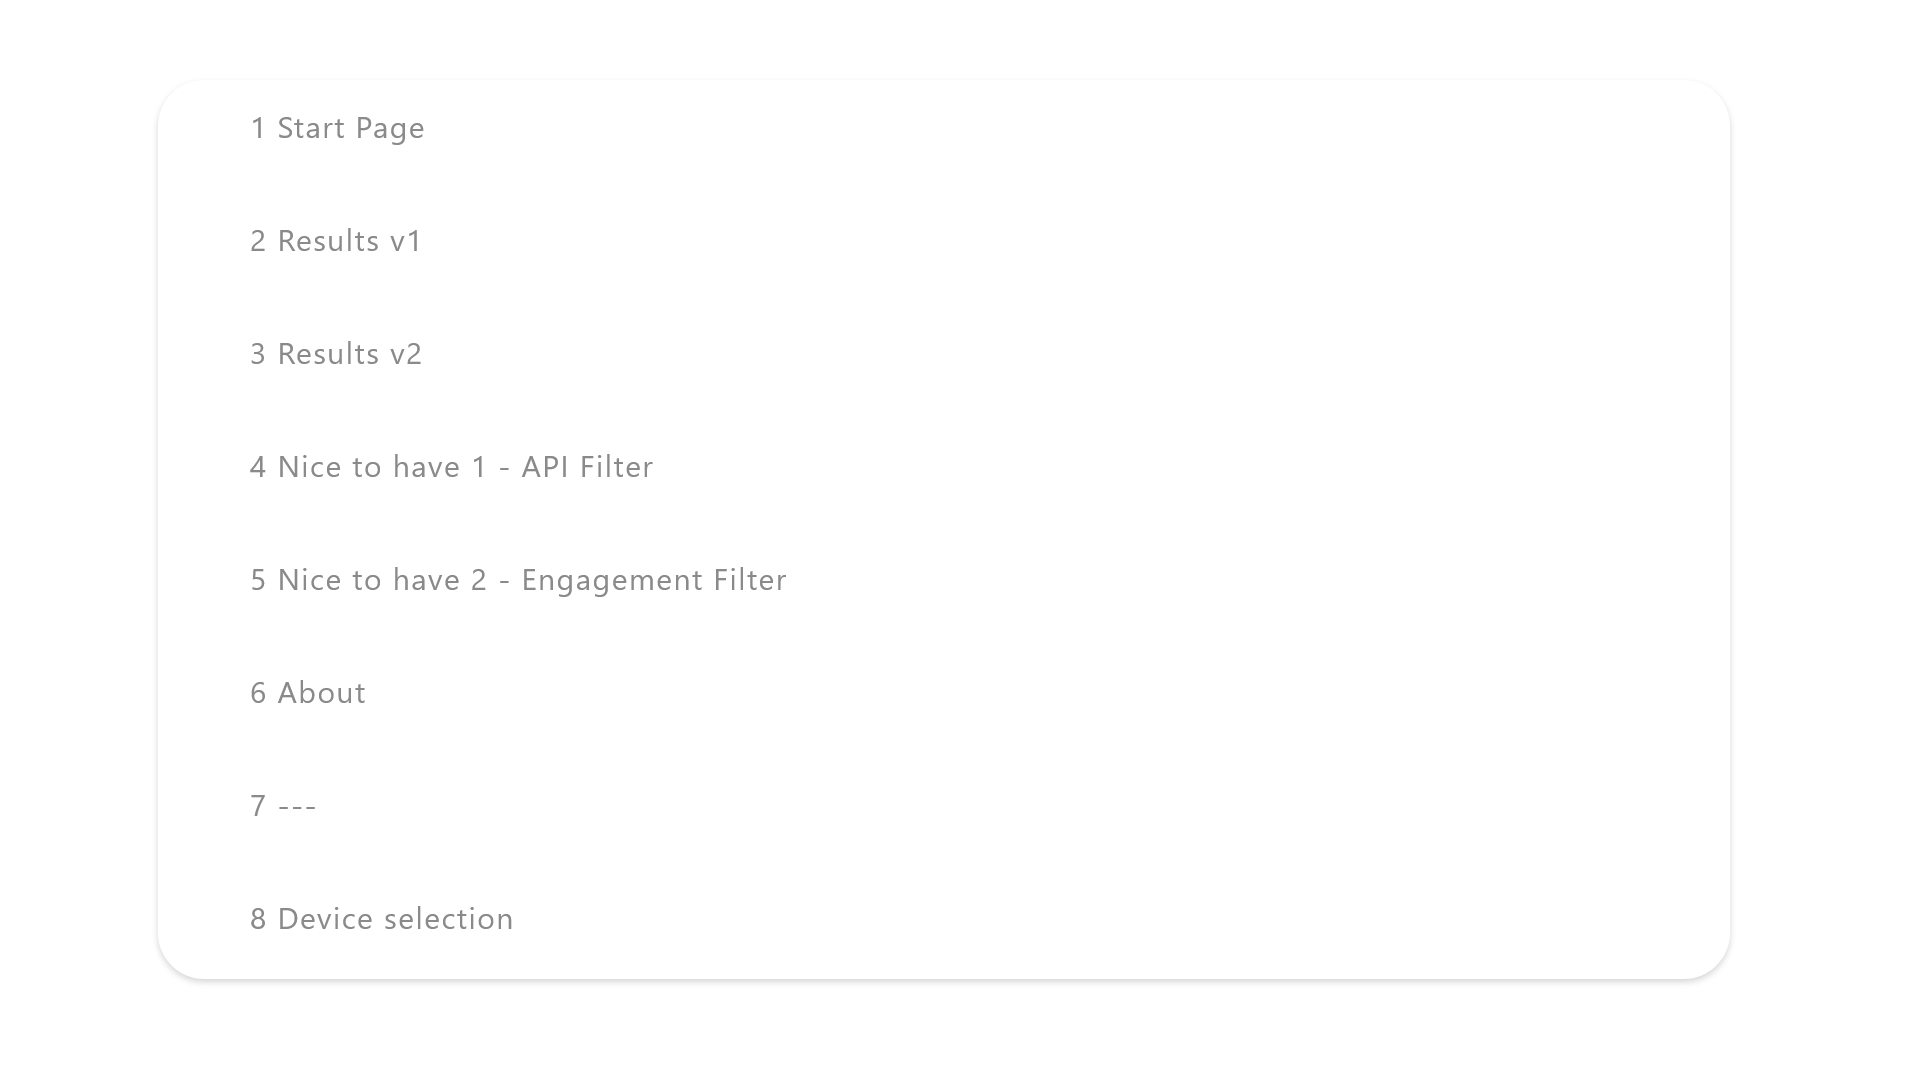 1 Start Page
2 Results v1
3 Results v2
4 Nice to have 1 - API Filter
5 Nice to have 2 - Engagement Filter
6 About
7 ---
8 Device selection